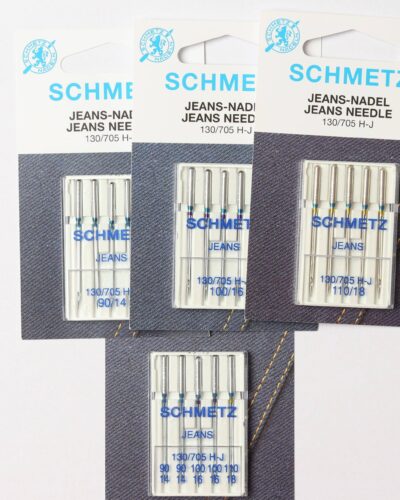 SCHMETZ
JEANS-NAD
JEANS NEED
130/705 H-J
SCHMETZ
JEANS
130/705 H-J
90/14
SCHMETZ
JEANS-NADEL
JEANS NEEDLE
130/705 H-J
SCHMETZ
JEANS
130/705 H-J
100/16
SCHMETZ
JEANS-NADEL
JEANS NEEDLE
130/705 H-J
SCHMETZ
JEANS
130/705 H-J
110/18
SCHMETZ
JEANS
130/705 H-J
90 90 100 100 110
14 14 16 16 18